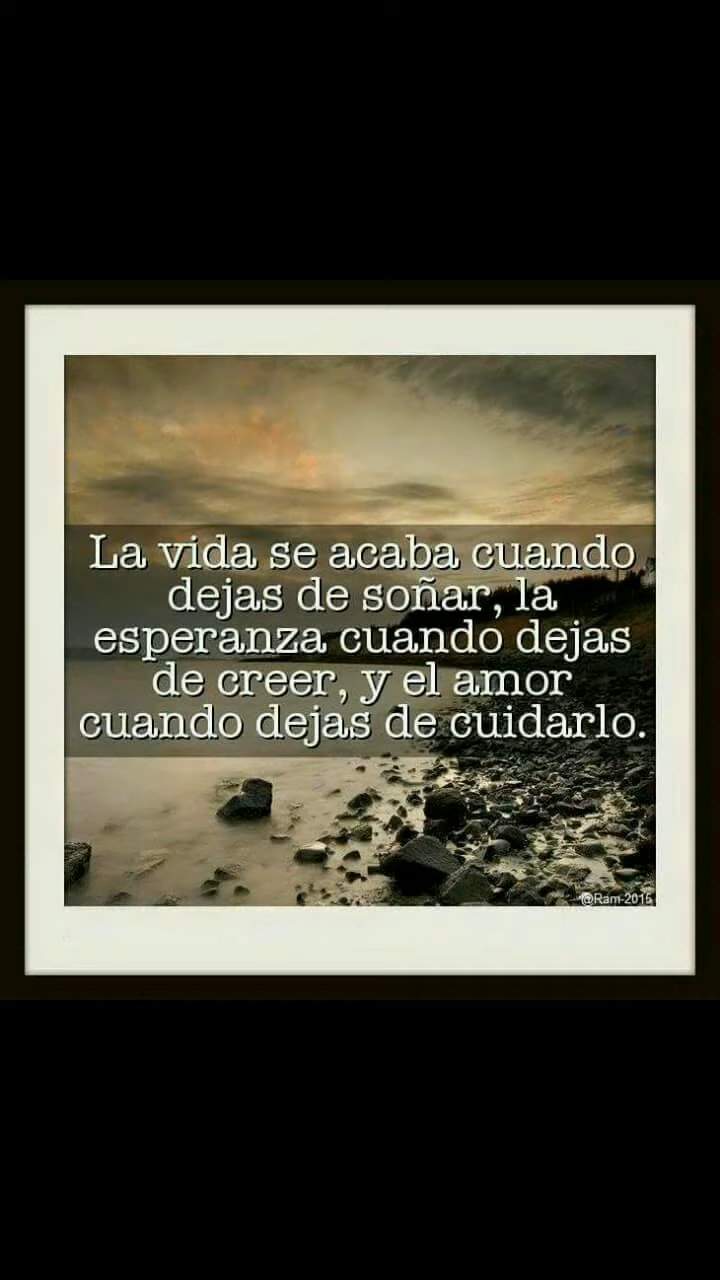 La vida se acaba cuando
dejas de soñar, la
esperanza cuando dejas
de creer, y el amor
cuando dejas de cuidarlo.
@Ram-2015